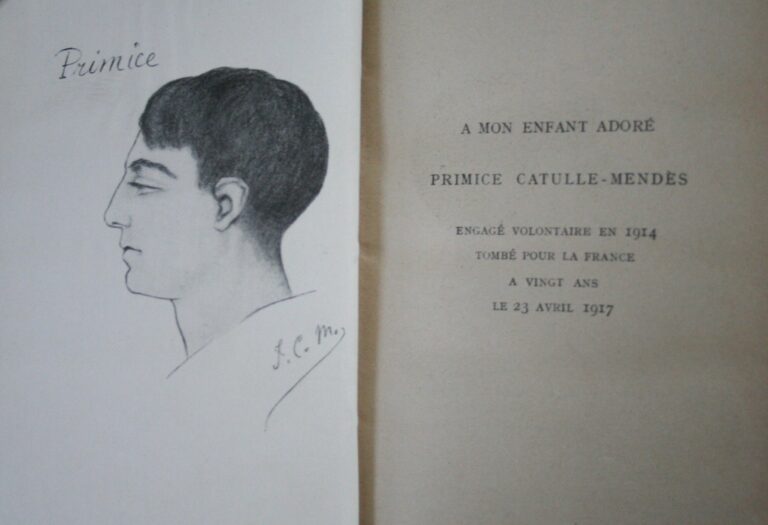 Primice
J. C. M.
A MON ENFANT ADORÉ
PRIMICE CATULLE-MENDÈS
ENGAGÉ VOLONTAIRE EN 1914
TOMBÉ POUR LA FRANCE
A VINGT ANS
LE 23 AVRIL 1917